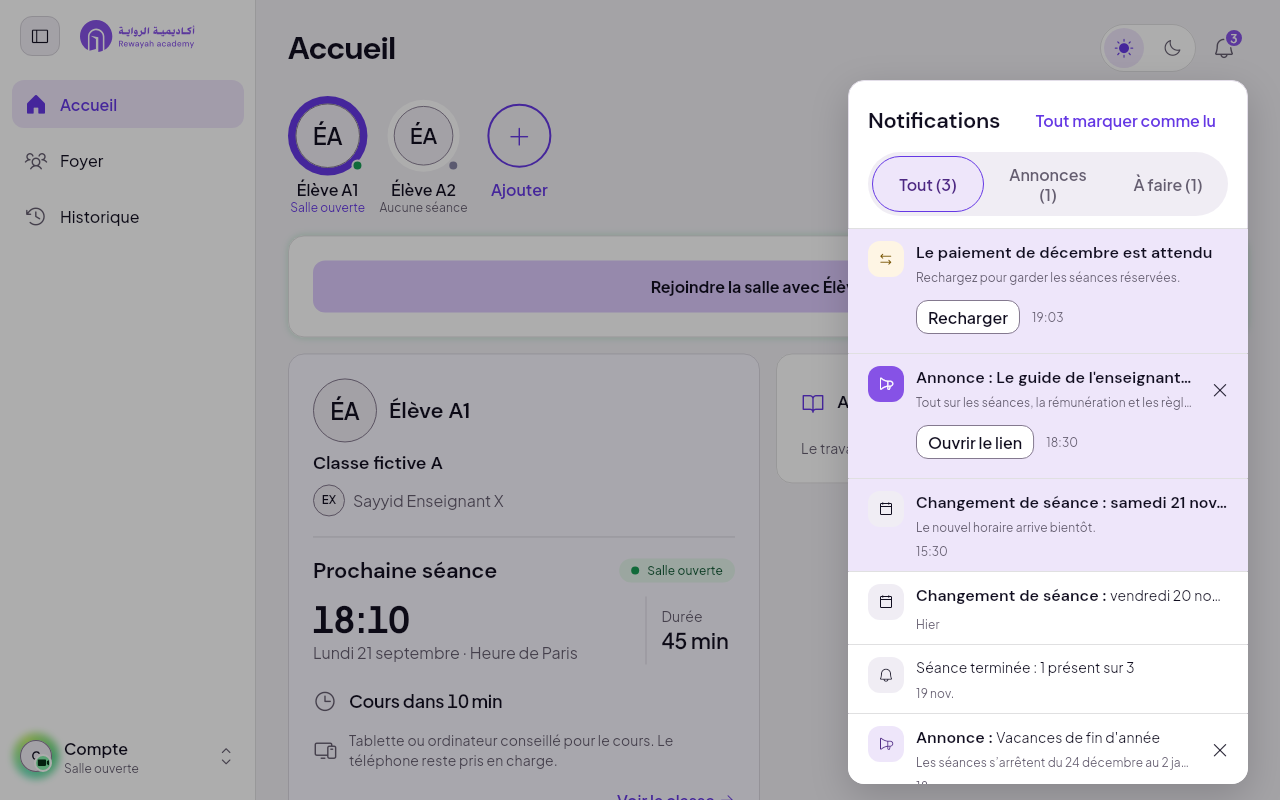 أكاديمية الرواية
Rewayah academy
Accueil
Foyer
Historique
C
Compte
Salle ouverte
Accueil
3
ÉA
Élève A1
Salle ouverte
ÉA
Élève A2
Aucune séance
Ajouter
Rejoindre la salle avec
ÉA
Élève A1
Classe fictive A
EX
Sayyid Enseignant X
Prochaine séance
Salle ouverte
18:10
Lundi 21 septembre · Heure de Paris
Durée
45 min
Cours dans 10 min
Tablette ou ordinateur conseillé pour le cours. Le
téléphone reste pris en charge.
Voir la classe
Le
Notifications
Tout marquer comme lu
Tout (3)
Annonces
(1)
À faire (1)
Le paiement de décembre est attendu
Rechargez pour garder les séances réservées.
Recharger
19:03
Annonce : Le guide de l'enseignant…
Tout sur les séances, la rémunération et les règl…
Ouvrir le lien
18:30
Changement de séance : samedi 21 nov…
Le nouvel horaire arrive bientôt.
15:30
Changement de séance : vendredi 20 no…
Hier
Séance terminée : 1 présent sur 3
19 nov.
Annonce : Vacances de fin d'année
Les séances s'arrêtent du 24 décembre au 2 ja…